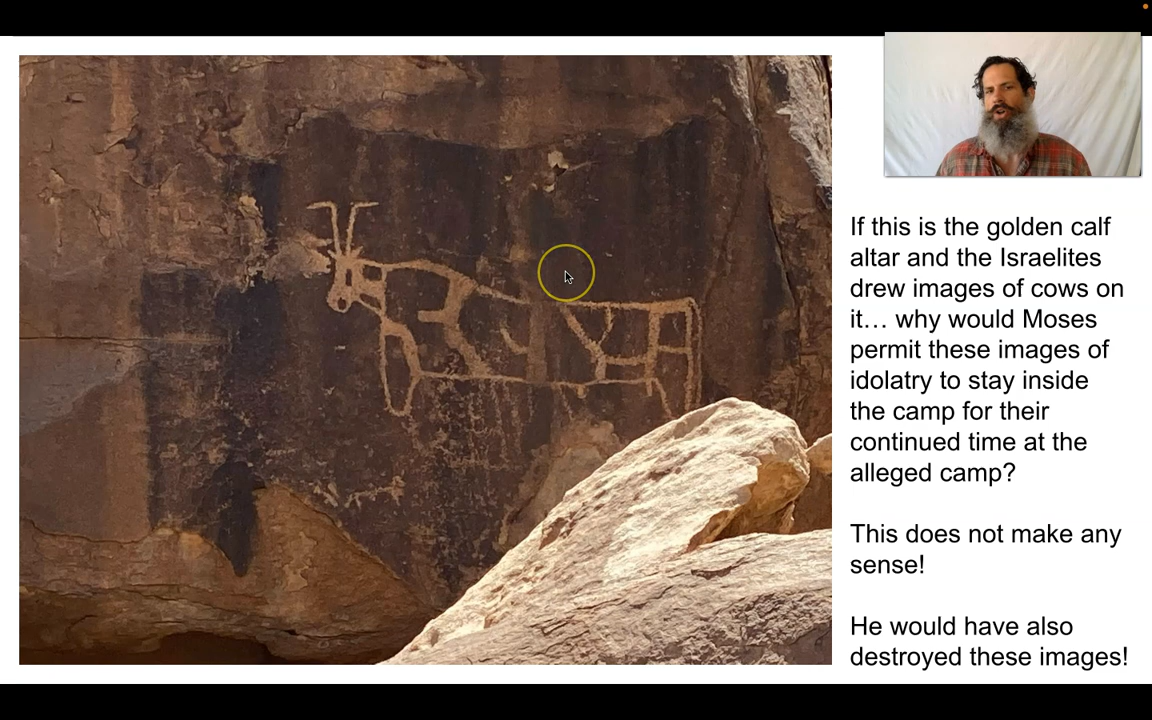 If this is the golden calf
altar and the Israelites
drew images of cows on
it… why would Moses
permit these images of
idolatry to stay inside
the camp for their
continued time at the
alleged camp?
This does not make any
sense!
He would have also
destroyed these images!